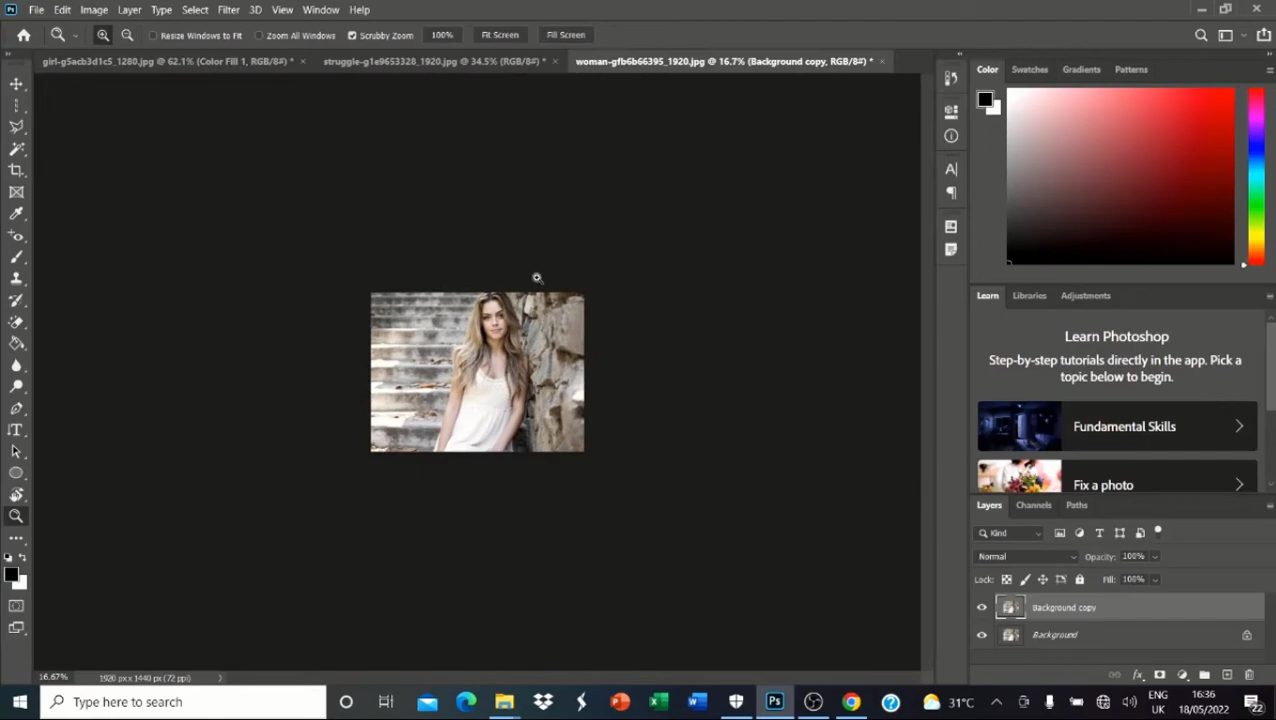 Ps File Edit Image Layer Type Select Filter 3D View Window Help
Resize Windows to Fit Zoom All Windows Scrubby Zoom 100% Fit Screen Fill Screen
girl-g5acb3d1c5_1280.jpg @ 62.1% (Color Fill 1, RGB/8#) * × struggle-g1e9653328_1920.jpg @ 34.5% (RGB/8#) * × woman-gfb6b66395_1920.jpg @ 16.7% (Background copy, RGB/8#) * ×
Color Swatches Gradients Patterns
Learn Libraries Adjustments
Learn Photoshop
Step-by-step tutorials directly in the app. Pick a
topic below to begin.
Fundamental Skills
Fix a photo
Layers Channels Paths
Kind
Normal Opacity: 100%
Lock: Fill: 100%
Background copy
Background
16.67% 1920 px x 1440 px (72 ppi)
Type here to search
31°C
ENG
UK
16:36
18/05/2022
22